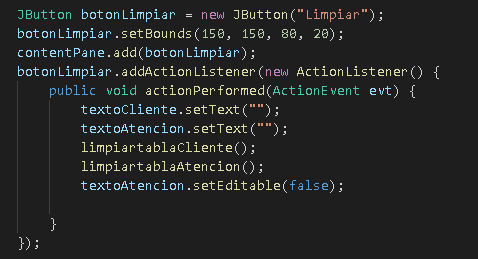 JButton botonLimpiar = new JButton("Limpiar");
botonLimpiar.setBounds(150, 150, 80, 20);
contentPane.add(botonLimpiar);
botonLimpiar.addActionListener(new ActionListener() {
    public void actionPerformed(ActionEvent evt) {
        textoCliente.setText("");
        textoAtencion.setText("");
        limpiartablaCliente();
        limpiartablaAtencion();
        textoAtencion.setEditable(false);
    }
});